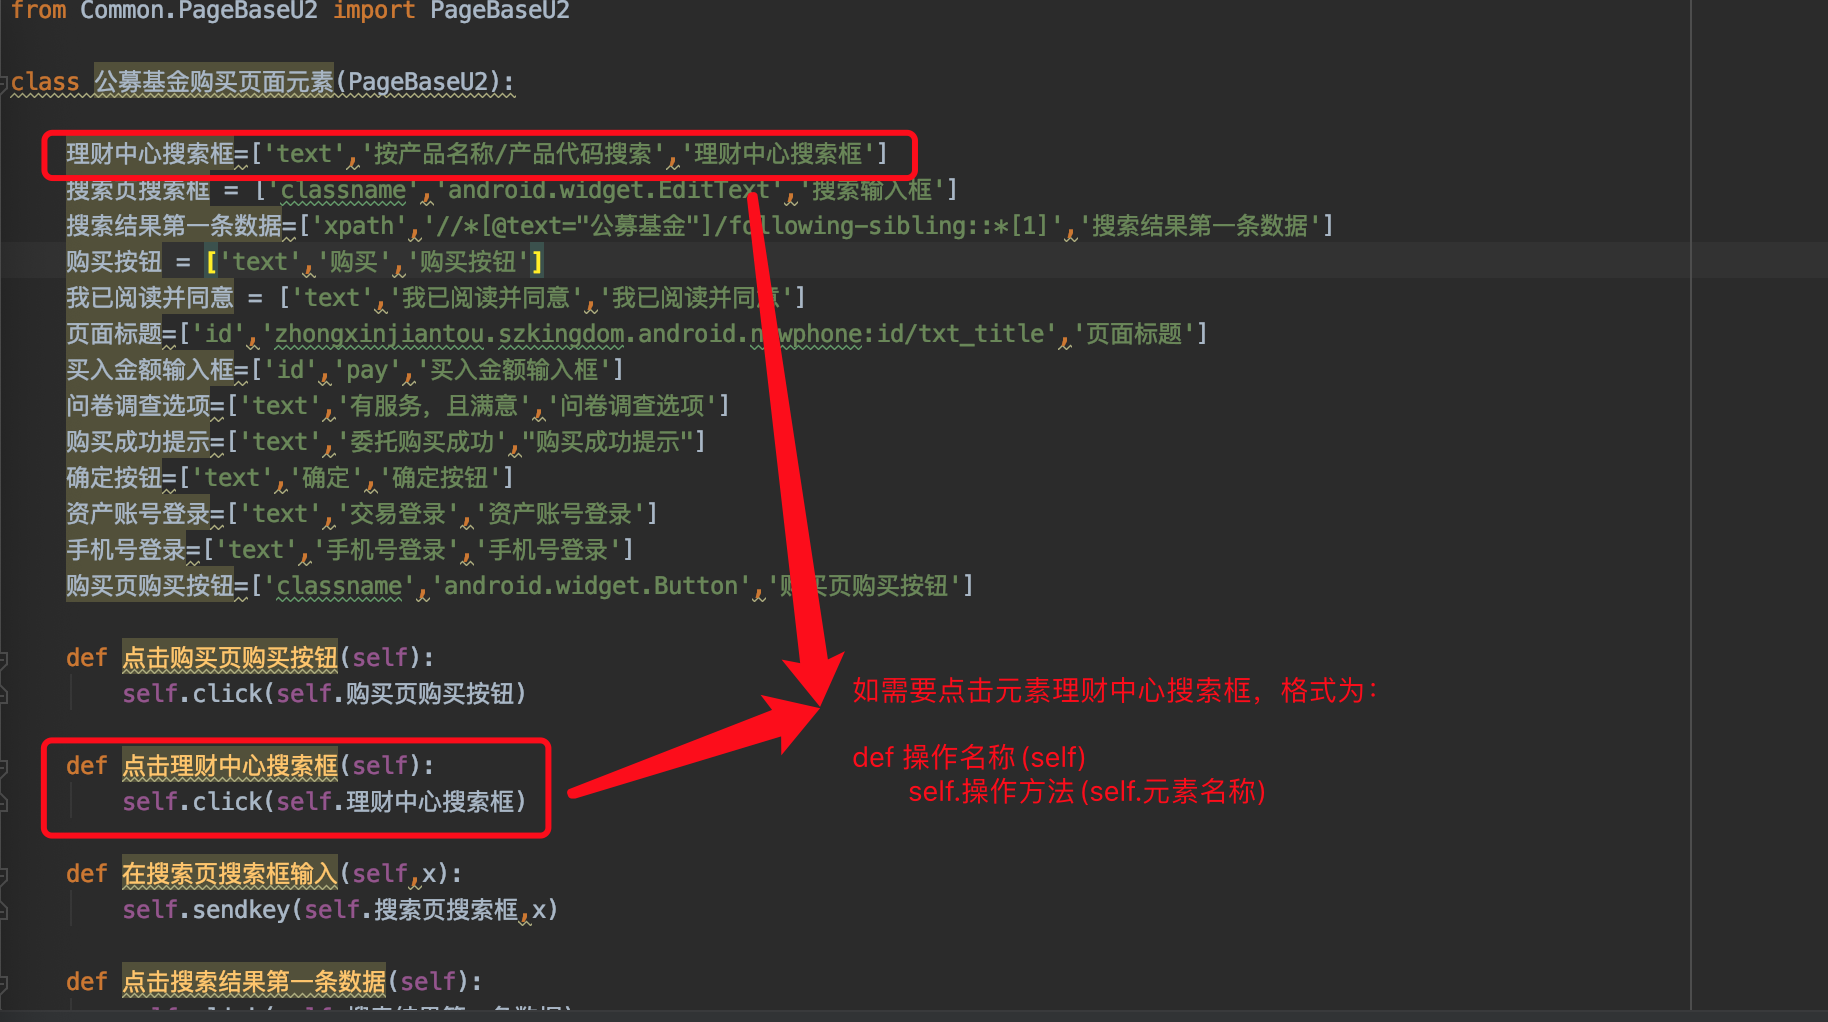 from Common.PageBaseU2 import PageBaseU2
class 公募基金购买页面元素(PageBaseU2):
理财中心搜索框=['text','按产品名称/产品代码搜索','理财中心搜索框']
搜索页搜索框 = ['classname','android.widget.EditText','搜索输入框']
搜索结果第一条数据=['xpath','//*[@text="公募基金"]/following-sibling::*[1]','搜索结果第一条数据']
购买按钮 = ['text','购买','购买按钮']
我已阅读并同意 = ['text','我已阅读并同意','我已阅读并同意']
页面标题=['id','zhongxinjiantou.szkingdom.android.newphone:id/txt_title','页面标题']
买入金额输入框=['id','pay','买入金额输入框']
问卷调查选项=['text','有服务，且满意','问卷调查选项']
购买成功提示=['text','委托购买成功',"购买成功提示"]
确定按钮=['text','确定','确定按钮']
资产账号登录=['text','交易登录','资产账号登录']
手机号登录=['text','手机号登录','手机号登录']
购买页购买按钮=['classname','android.widget.Button','购买页购买按钮']
def 点击购买页购买按钮(self):
self.click(self.购买页购买按钮)
如需要点击元素理财中心搜索框，格式为：
def 操作名称 (self)
self.操作方法 (self.元素名称)
def 点击理财中心搜索框(self):
self.click(self.理财中心搜索框)
def 在搜索页搜索框输入(self,x):
self.sendkey(self.搜索页搜索框,x)
def 点击搜索结果第一条数据(self):
self.click(self.搜索结果第一条数据)